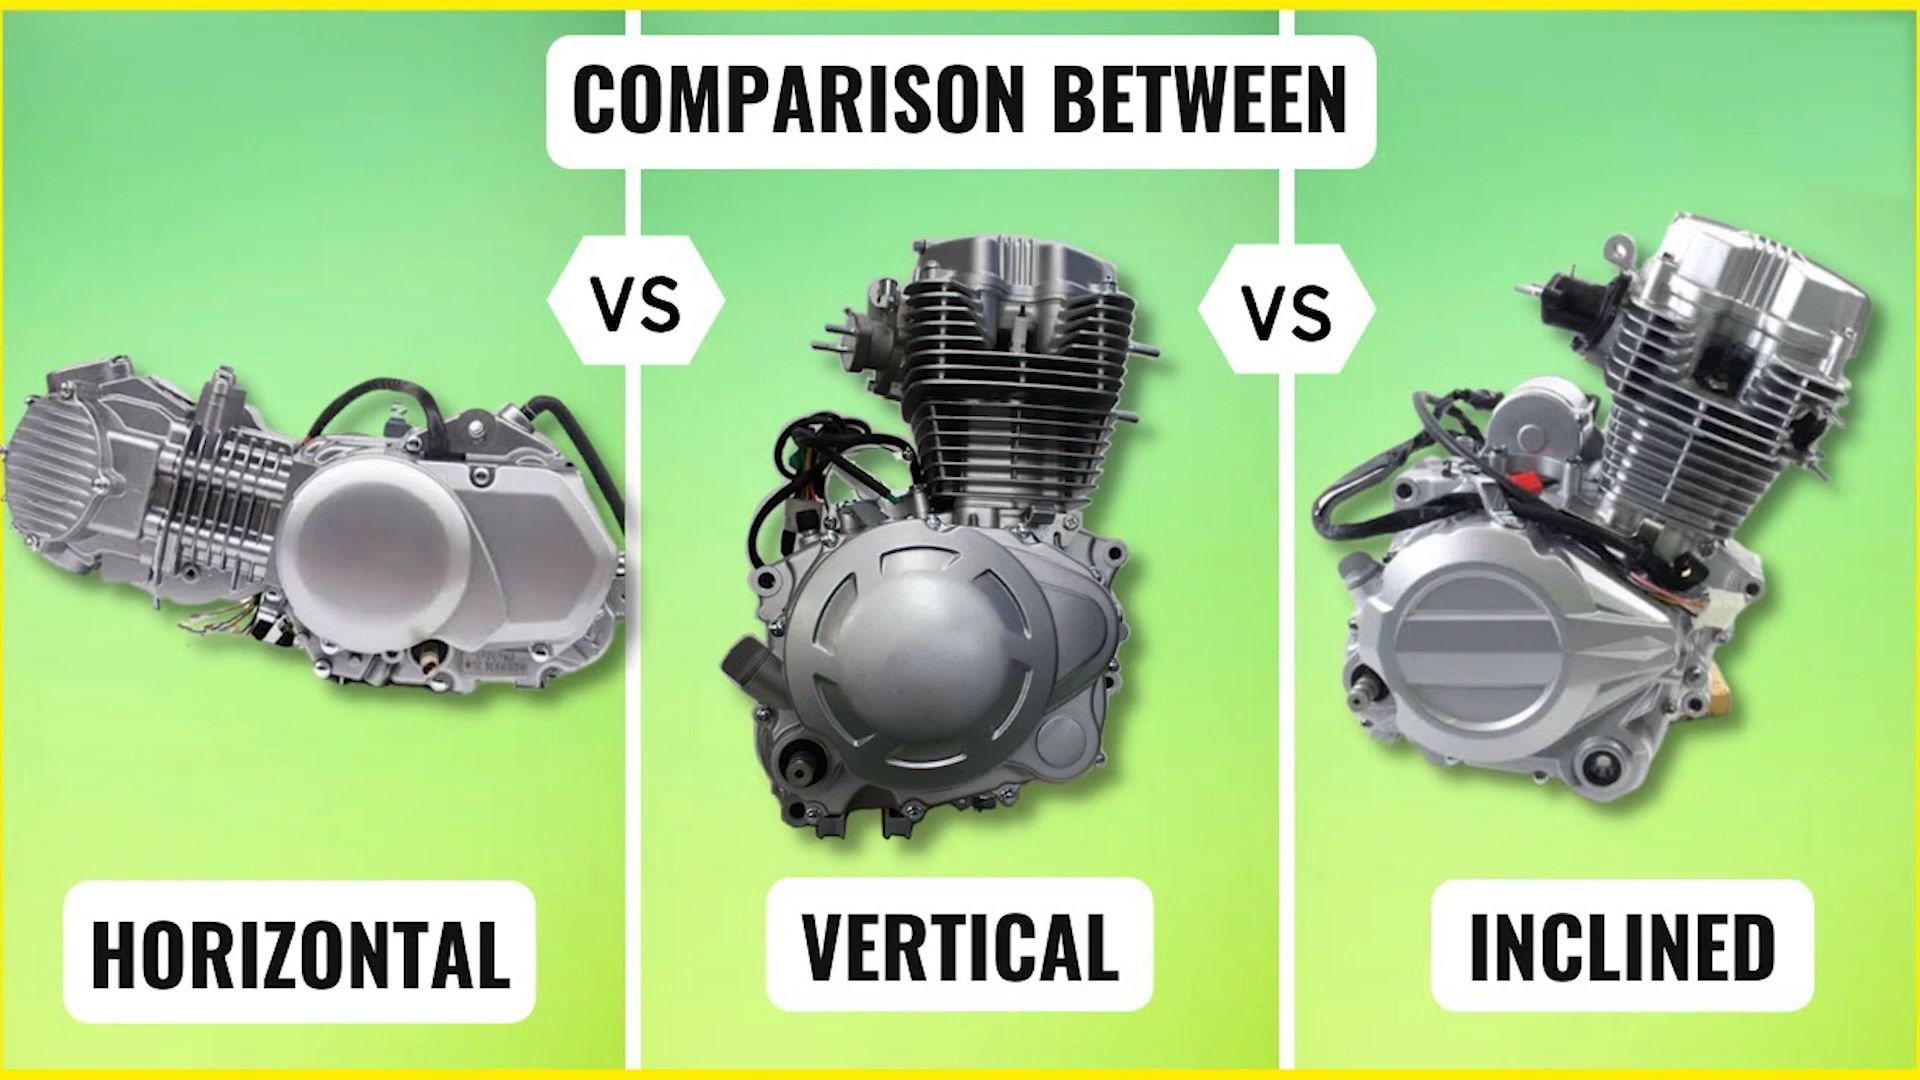 COMPARISON BETWEEN
VS
VS
HORIZONTAL
VERTICAL
INCLINED